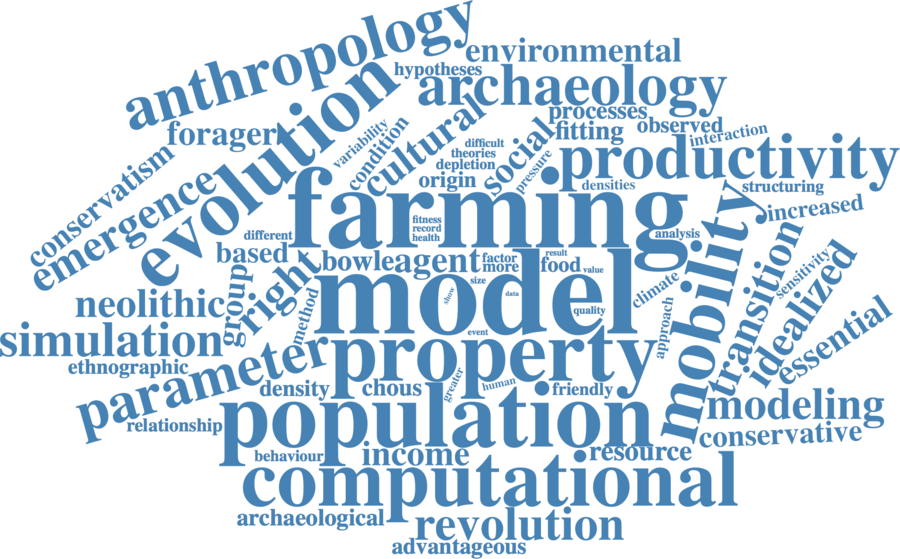 anthropology
environmental
hypotheses
archaeology
evolution
forager
variability
condition
cultural
processes
fitting
observed
interaction
social
difficult
theories
depletion
origin
pressure
productivity
densities
structuring
conservatism
emergence
farming
fitness
record
health
different
analysis
increased
mobility
based
bowle
agent
factor
more
result
food
value
climate
transition
sensitivity
idealized
essential
neolithic
group
right
method
model
size
show
data
quality
event
approach
simulation
ethnographic
parameter
property
density
chous
greater
human
friendly
relationship
population
modeling
conservative
behaviour
income
resource
computational
archaeological
revolution
advantageous